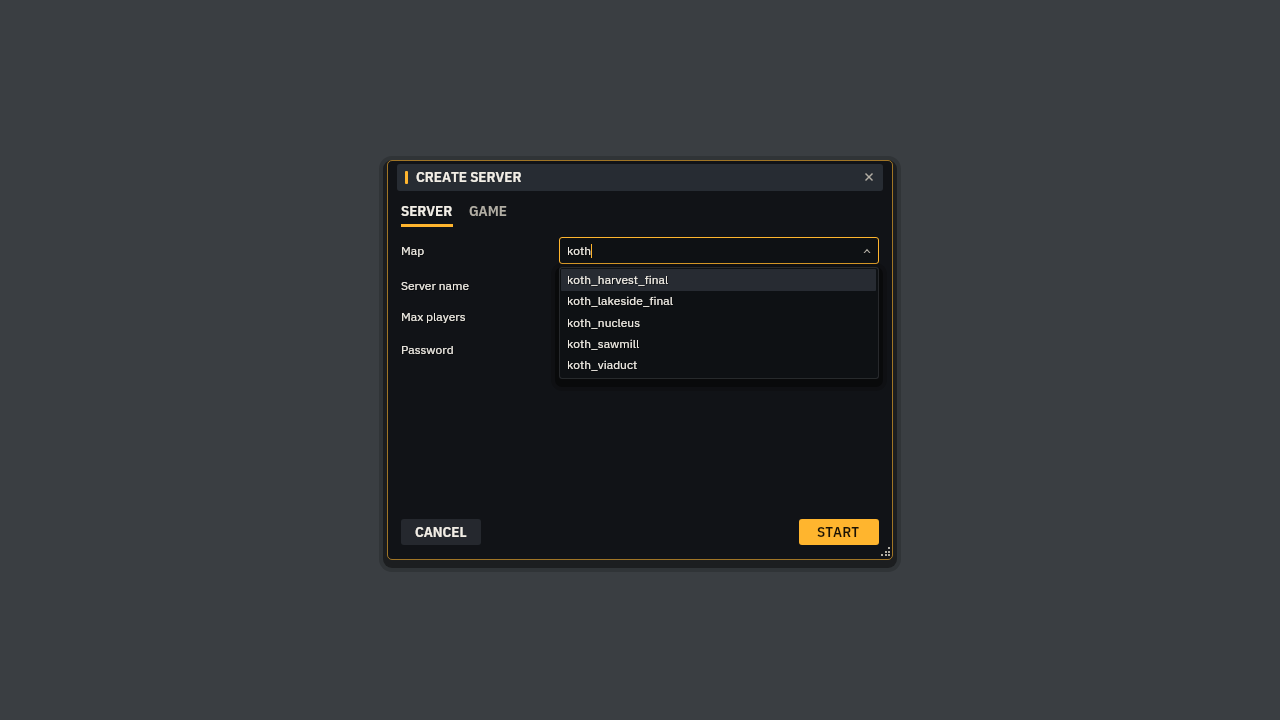 CREATE SERVER
SERVER GAME
Map koth
koth_harvest_final
Server name
koth_lakeside_final
Max players
koth_nucleus
koth_sawmill
Password
koth_viaduct
CANCEL START